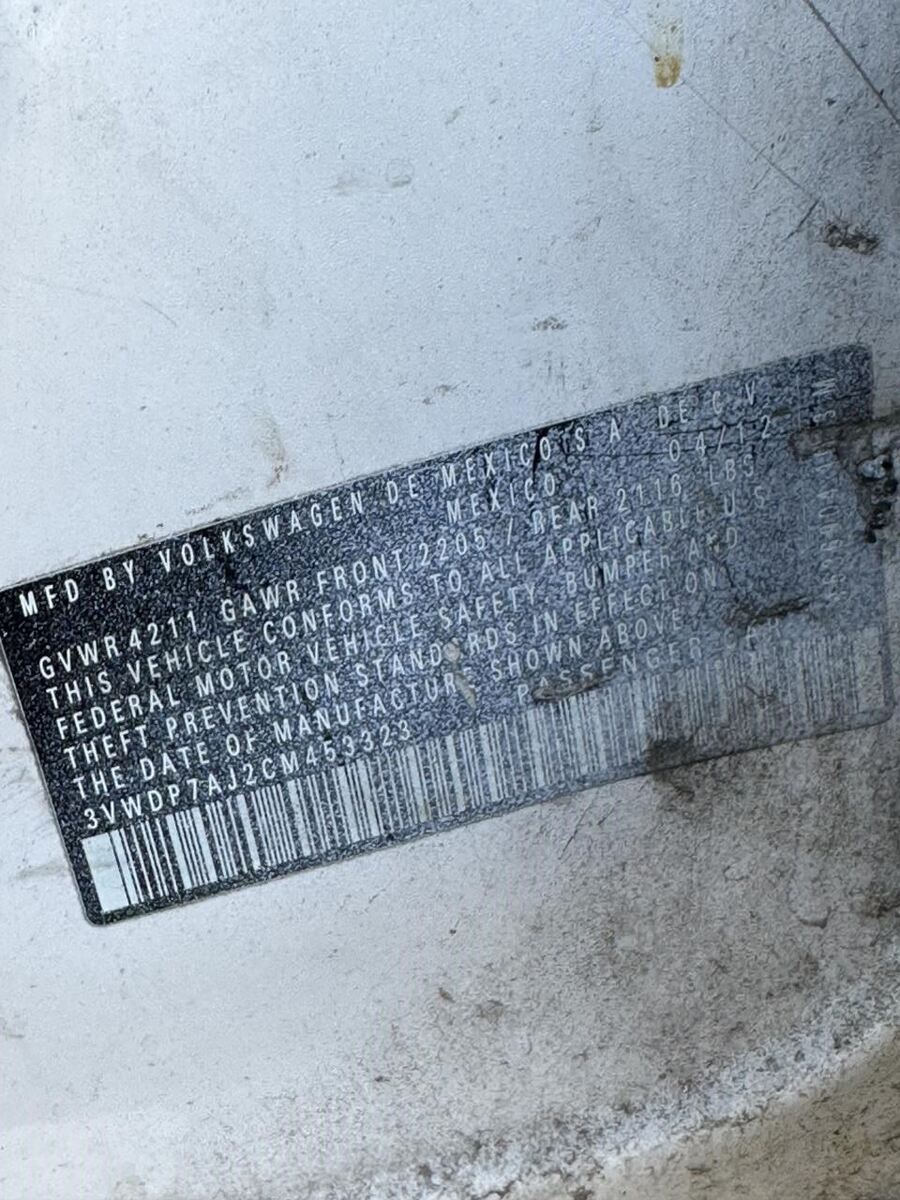 MFD BY VOLKSWAGEN DE MEXICO S A DE C V
MEXICO 04/12
GVWR 4211 GAWR FRONT 2205 / REAR 2116 LBS
THIS VEHICLE CONFORMS TO ALL APPLICABLE U S
FEDERAL MOTOR VEHICLE SAFETY BUMPER AND
THEFT PREVENTION STANDARDS IN EFFECT ON
THE DATE OF MANUFACTURE SHOWN ABOVE
3VWDP7AJ2CM453323 PASSENGER